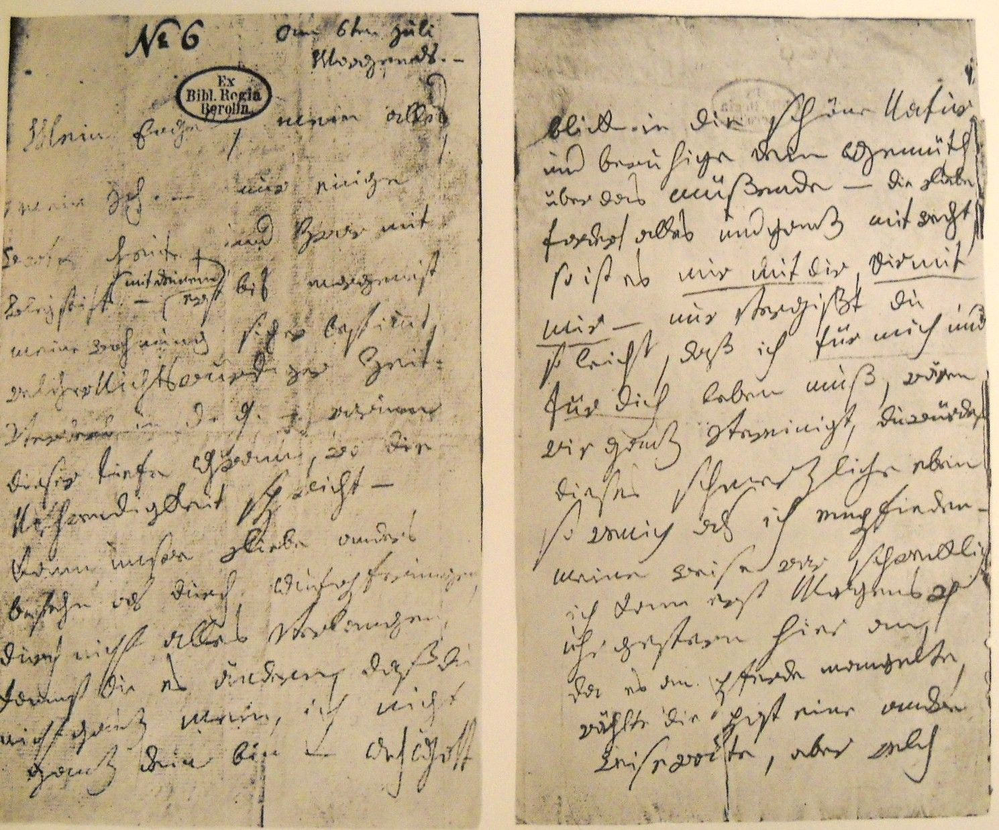 № 6 am 6ten Juli
Morgends. –
Ex
Bibl. Regia
Berolin.
Mein Engel, mein alles,
mein Ich. – nur einige
Worte heute, und zwar mit
Bleystift – (mit deinem) erst bis morgen ist
meine wohnung sicher bestimmt,
welcher Nichtswürdiger Zeit-
Verderb in d. g. – warum
dieser tiefe Gram, wo die
Nothwendigkeit spricht –
Kann unsre Liebe anders
bestehn als durch Aufopferungen,
durch nicht alles Verlangen,
kannst du es ändern, daß du
nicht ganz mein, ich nicht
ganz dein bin – Ach Gott
blick in die schöne Natur
und beruhige dein Gemüth
über das müßende – die Liebe
fordert alles und ganz mit recht,
so ist es mir mit dir, dir mit
mir – nur vergißt du
so leicht, daß ich für mich und
für dich leben muß, wären
wir ganz vereinigt, du würdest
dieses schmerzliche eben
so wenig als ich empfinden –
meine Reise war schrecklich
ich kam erst Morgens 4
uhr gestern hier an,
da es an Pferde mangelte,
wählte die Post eine andre
Reiseroute, aber welch